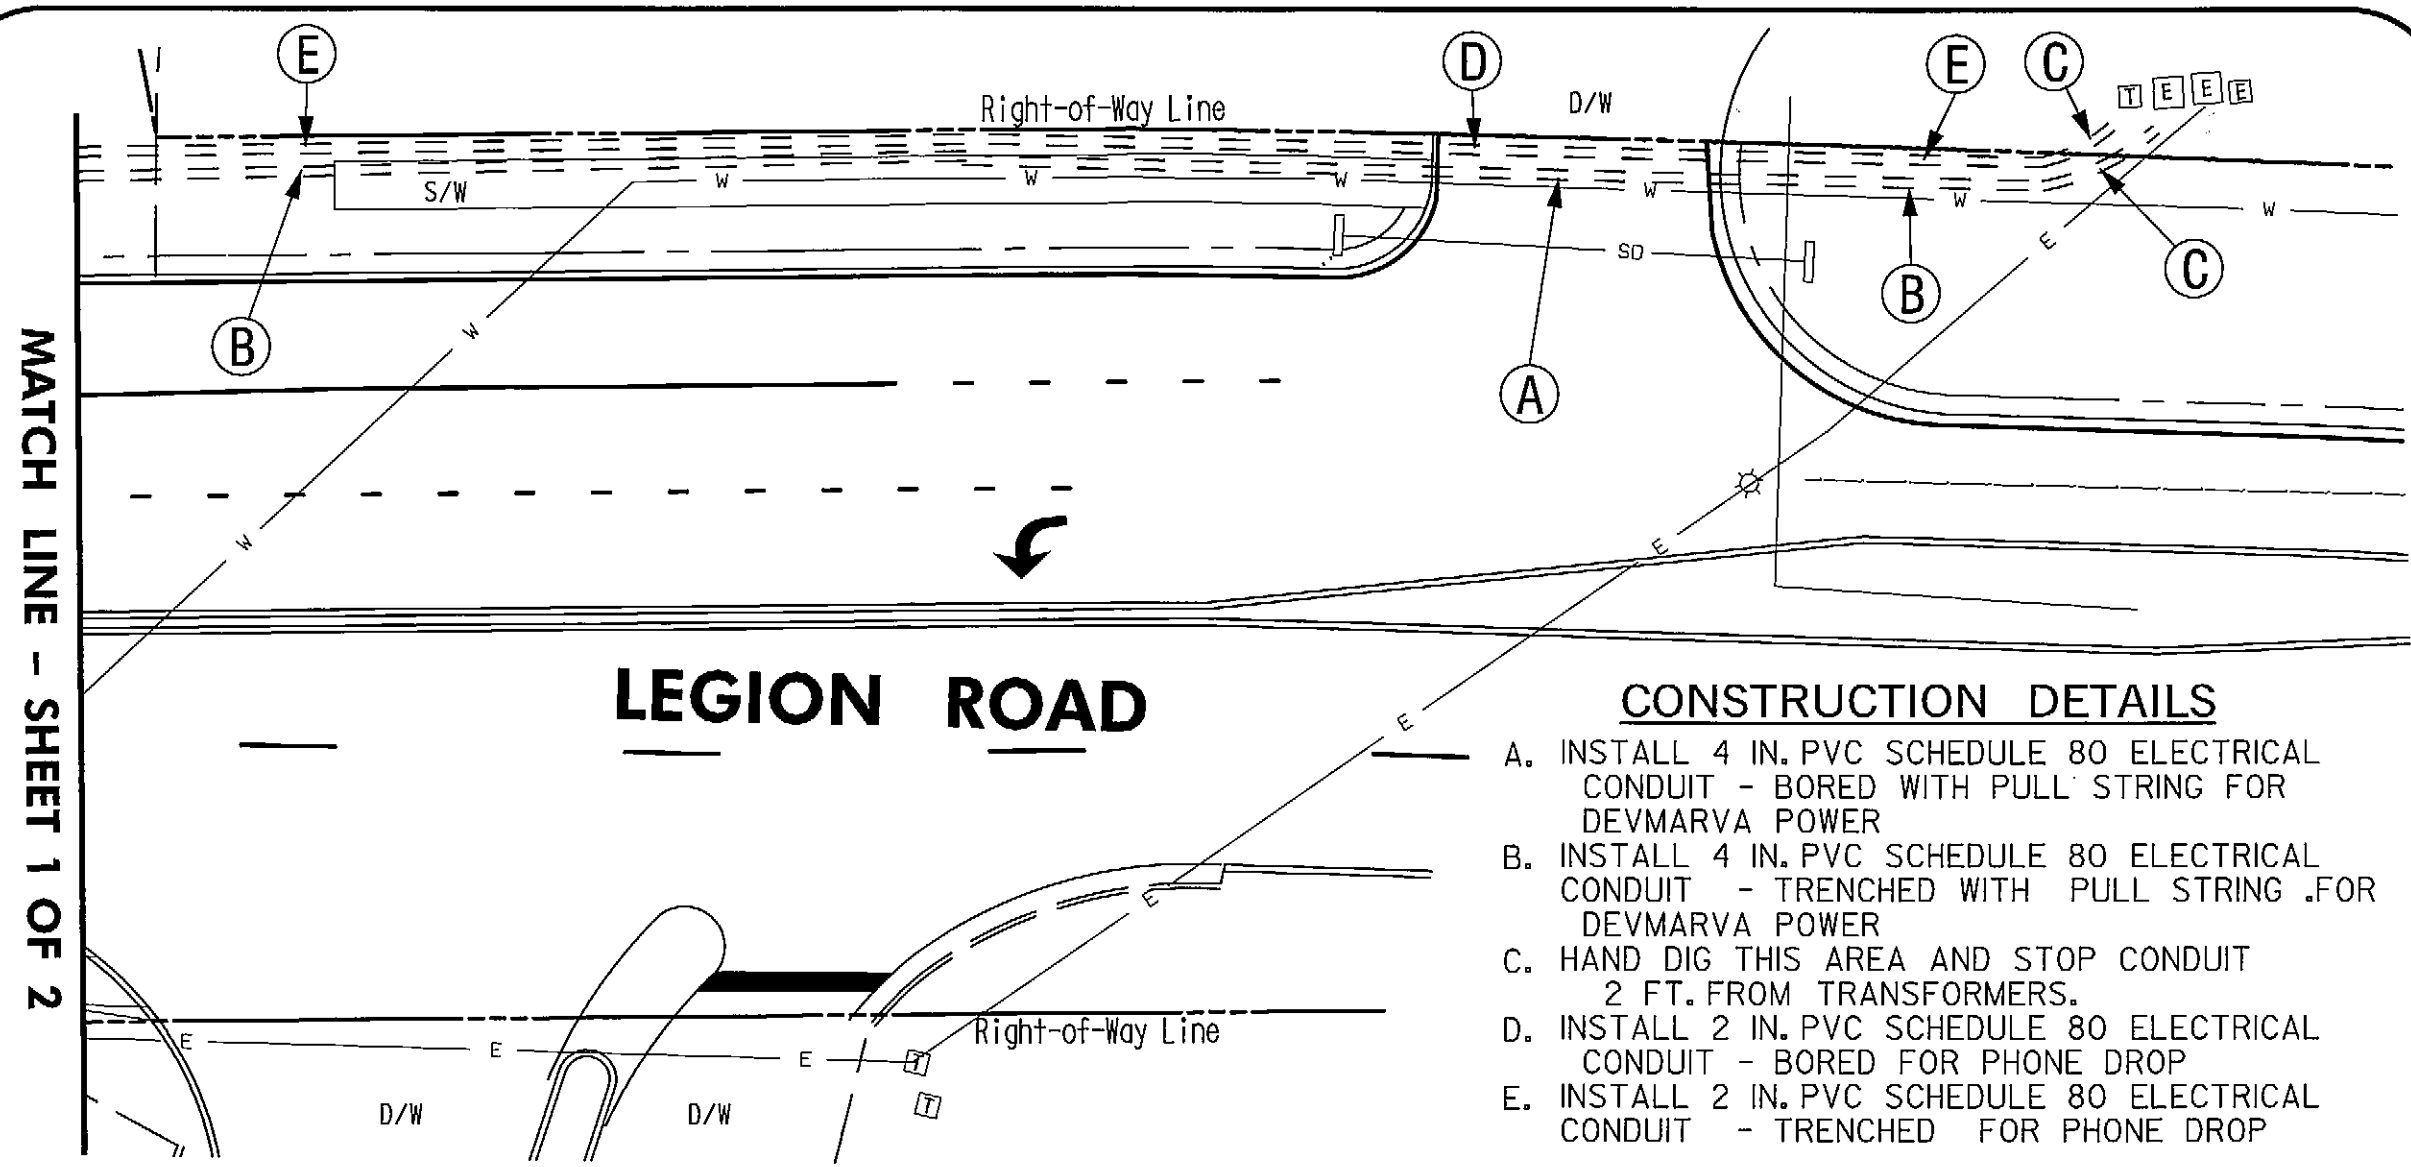 E
D
E
C
Right-of-Way Line
D/W
T E E E
S/W
W
W
W
W
W
W
SD
E
C
B
B
A
W
W
E
MATCH LINE - SHEET 1 OF 2
LEGION ROAD
E
E
Right-of-Way Line
E
E
E
T
T
D/W
D/W
CONSTRUCTION DETAILS
A. INSTALL 4 IN. PVC SCHEDULE 80 ELECTRICAL
CONDUIT - BORED WITH PULL STRING FOR
DEVMARVA POWER
B. INSTALL 4 IN. PVC SCHEDULE 80 ELECTRICAL
CONDUIT - TRENCHED WITH PULL STRING .FOR
DEVMARVA POWER
C. HAND DIG THIS AREA AND STOP CONDUIT
2 FT. FROM TRANSFORMERS.
D. INSTALL 2 IN. PVC SCHEDULE 80 ELECTRICAL
CONDUIT - BORED FOR PHONE DROP
E. INSTALL 2 IN. PVC SCHEDULE 80 ELECTRICAL
CONDUIT - TRENCHED FOR PHONE DROP